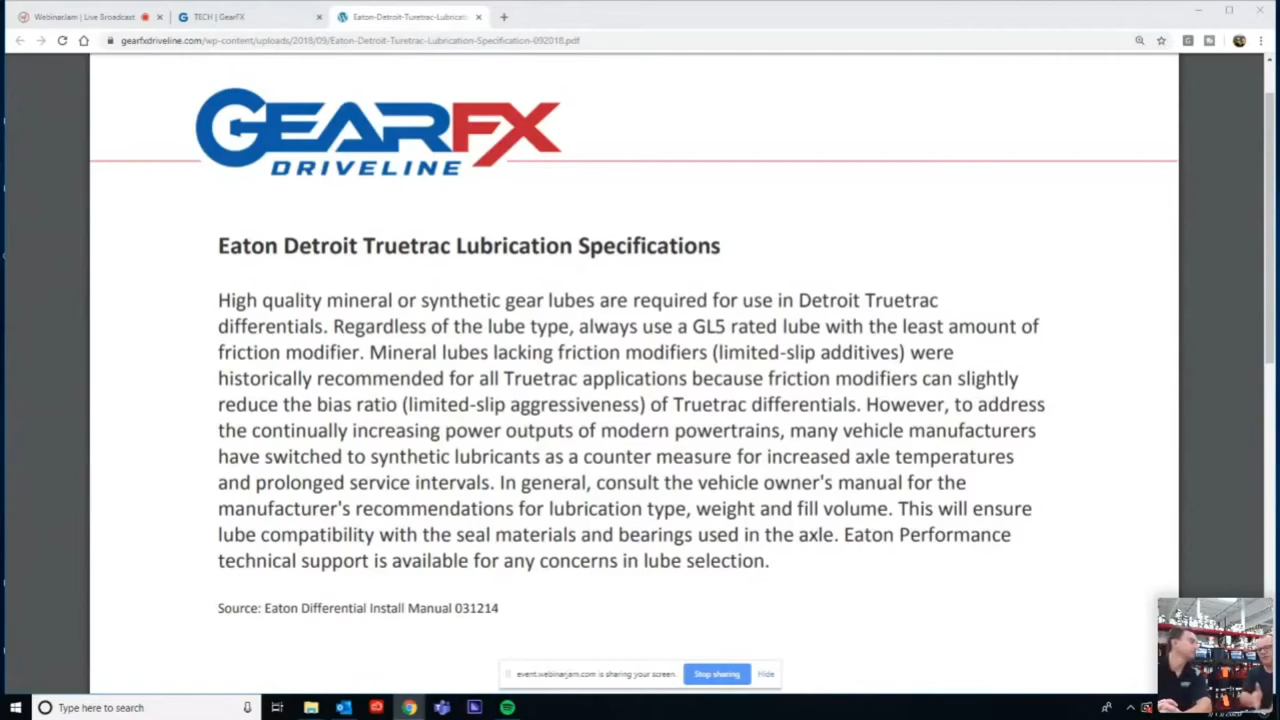 WebinarJam | Live Broadcast
TECH | GearFX
Eaton-Detroit-Truetrac-Lubricati
gearfxdriveline.com/wp-content/uploads/2018/09/Eaton-Detroit-Turetrac-Lubrication-Specification-092018.pdf
GEARFX
DRIVELINE
Eaton Detroit Truetrac Lubrication Specifications
High quality mineral or synthetic gear lubes are required for use in Detroit Truetrac
differentials. Regardless of the lube type, always use a GL5 rated lube with the least amount of
friction modifier. Mineral lubes lacking friction modifiers (limited-slip additives) were
historically recommended for all Truetrac applications because friction modifiers can slightly
reduce the bias ratio (limited-slip aggressiveness) of Truetrac differentials. However, to address
the continually increasing power outputs of modern powertrains, many vehicle manufacturers
have switched to synthetic lubricants as a counter measure for increased axle temperatures
and prolonged service intervals. In general, consult the vehicle owner's manual for the
manufacturer's recommendations for lubrication type, weight and fill volume. This will ensure
lube compatibility with the seal materials and bearings used in the axle. Eaton Performance
technical support is available for any concerns in lube selection.
Source: Eaton Differential Install Manual 031214
event.webinarjam.com is sharing your screen.
Stop sharing
Hide
Type here to search